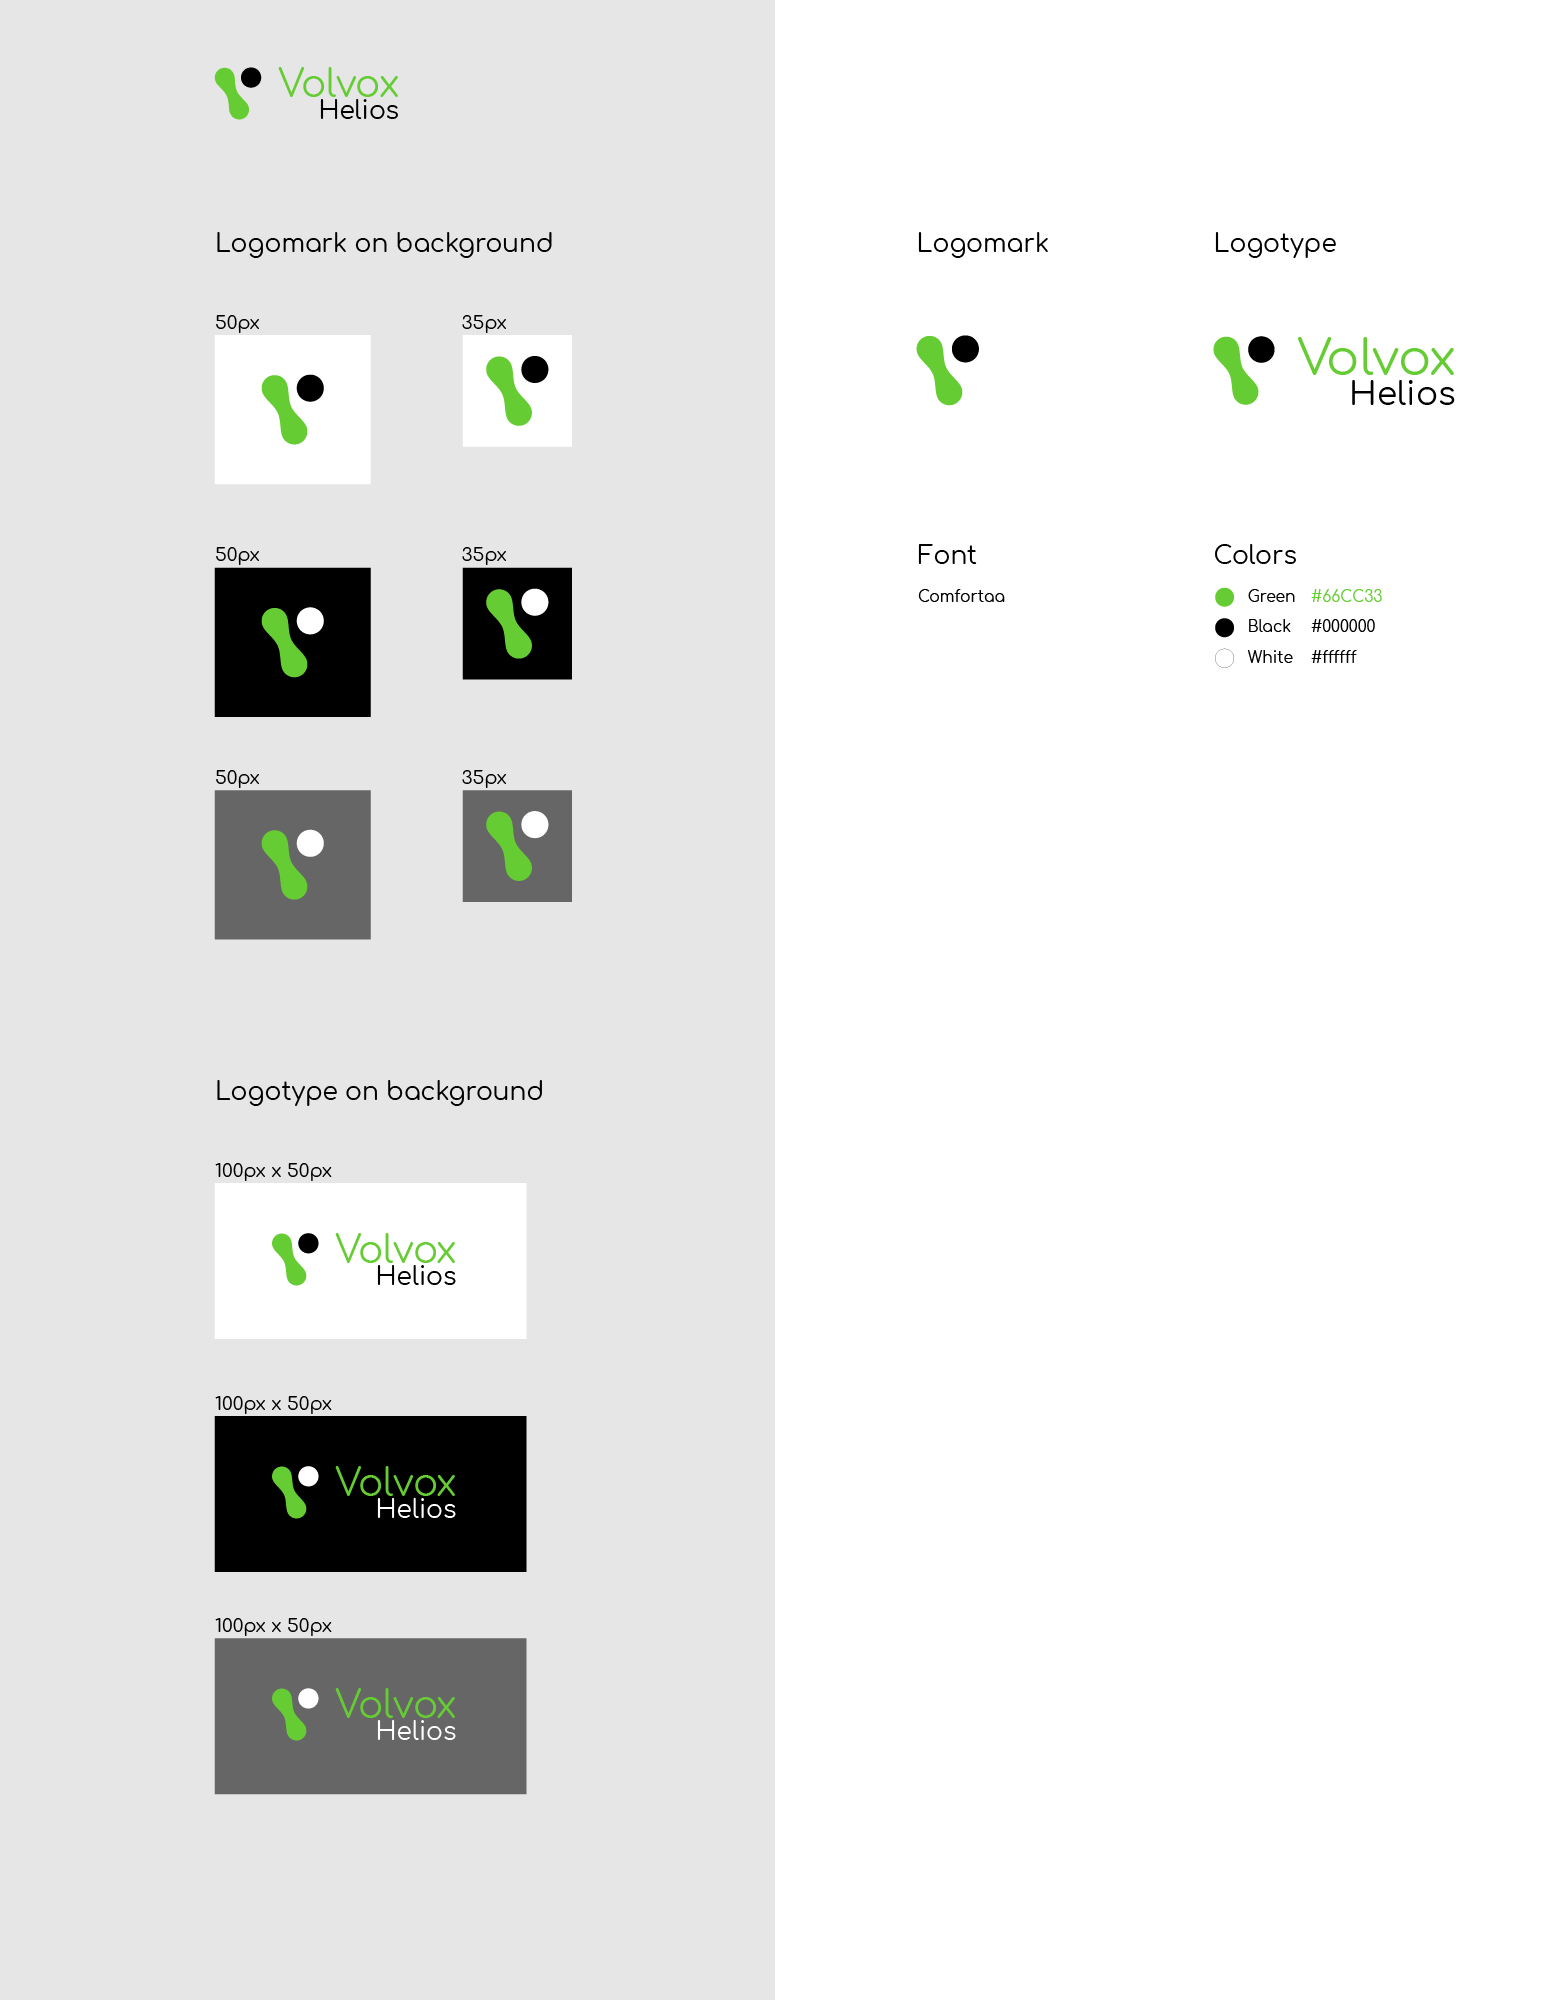 Volvox
Helios
Logomark on background
50px
35px
50px
35px
50px
35px
Logotype on background
100px x 50px
Volvox
Helios
100px x 50px
Volvox
Helios
100px x 50px
Volvox
Helios
Logomark
Logotype
Volvox
Helios
Font
Comfortaa
Colors
Green #66CC33
Black #000000
White #ffffff